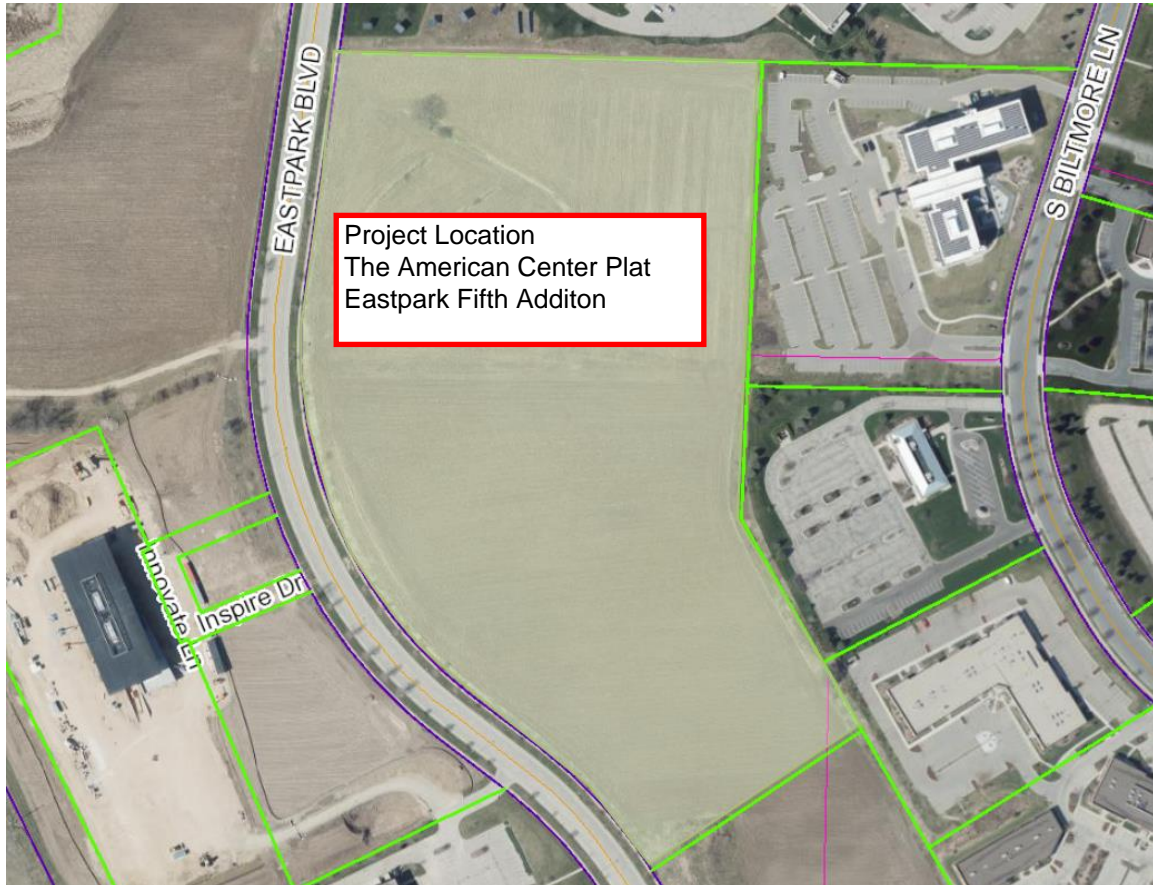 EASTPARK BLVD
S BILTMORE LN
Project Location
The American Center Plat
Eastpark Fifth Additon
Innovate Ln
Inspire Dr